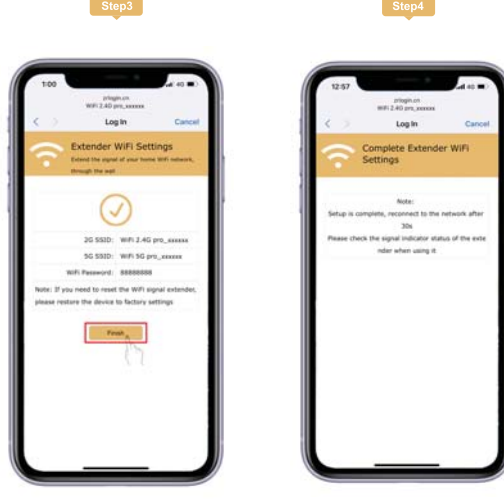 Step3
Step4
1:00
4G
zrlogin.cn
WiFi 2.4G pro_xxxxxx
Log In
Cancel
Extender WiFi Settings
Extend the signal of your home WiFi network,
through the wall
2G SSID: WiFi 2.4G pro_xxxxxx
5G SSID: WiFi 5G pro_xxxxxx
WiFi Password: 88888888
Note: If you need to reset the WiFi signal extender,
please restore the device to factory settings
Finish
12:57
4G
zrlogin.cn
WiFi 2.4G pro_xxxxxx
Log In
Cancel
Complete Extender WiFi
Settings
Note:
Setup is complete, reconnect to the network after
30s
Please check the signal indicator status of the exte
nder when using it